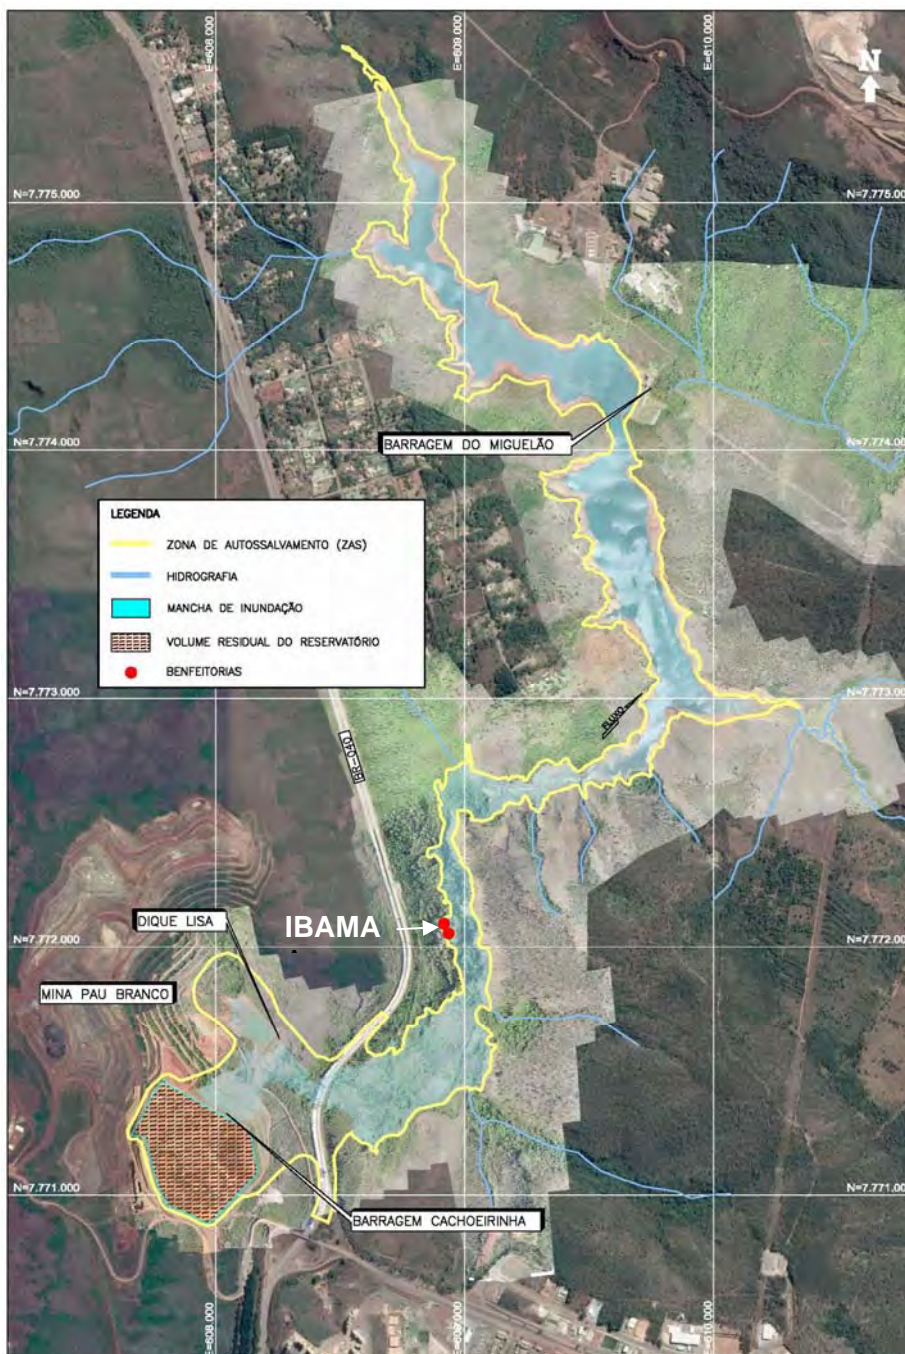 E=608.000
E=609.000
E=610.000
N
N=7.775.000
N=7.775.000
BARRAGEM DO MIGUELÃO
N=7.774.000
N=7.774.000
LEGENDA
ZONA DE AUTOSSALVAMENTO (ZAS)
HIDROGRAFIA
MANCHA DE INUNDAÇÃO
VOLUME RESIDUAL DO RESERVATÓRIO
BENFEITORIAS
N=7.773.000
N=7.773.000
FLUXO
BR-040
DIQUE LISA
IBAMA
N=7.772.000
N=7.772.000
MINA PAU BRANCO
N=7.771.000
N=7.771.000
BARRAGEM CACHOEIRINHA
E=608.000
E=609.000
E=610.000